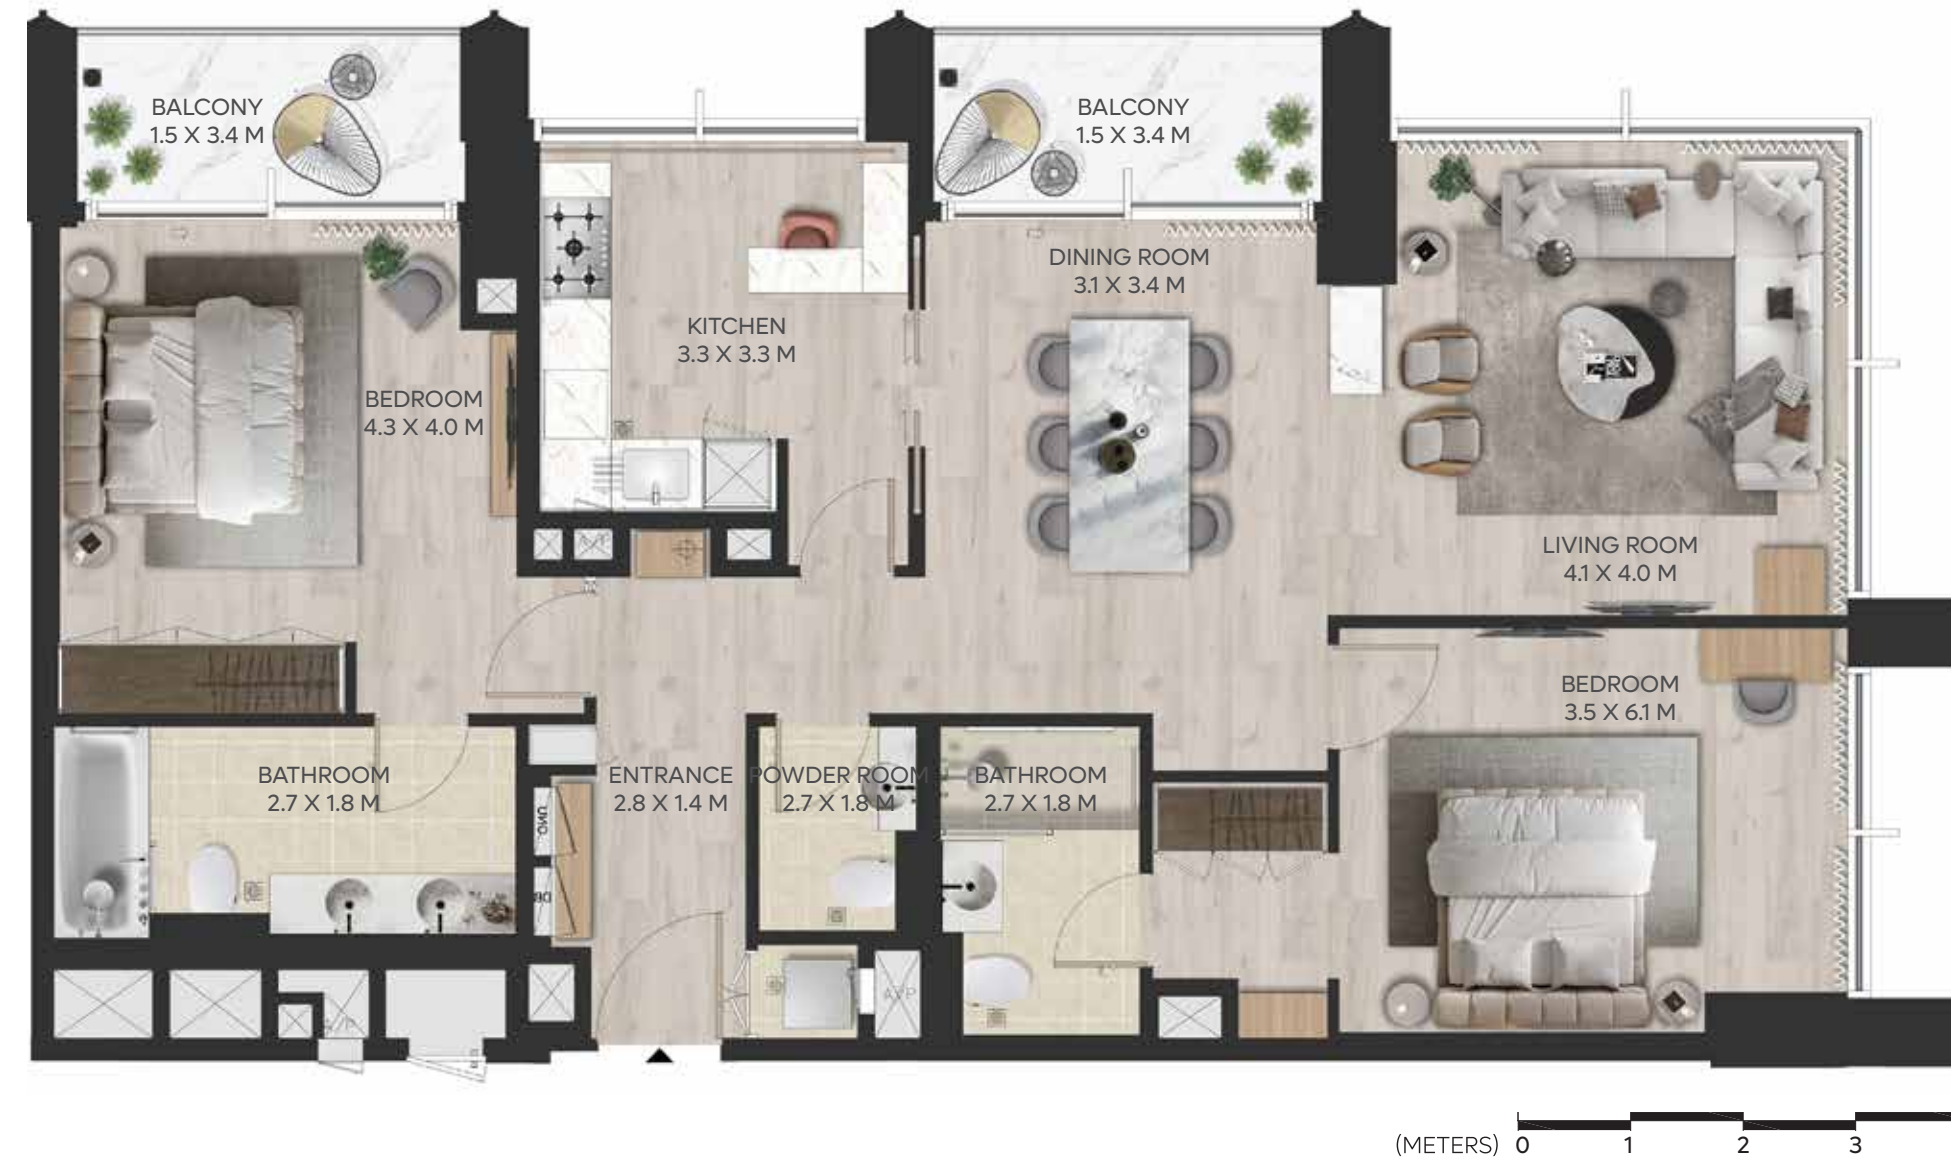 BALCONY
1.5 X 3.4 M
BALCONY
1.5 X 3.4 M
DINING ROOM
3.1 X 3.4 M
KITCHEN
3.3 X 3.3 M
BEDROOM
4.3 X 4.0 M
LIVING ROOM
4.1 X 4.0 M
BEDROOM
3.5 X 6.1 M
BATHROOM
2.7 X 1.8 M
ENTRANCE
2.8 X 1.4 M
POWDER ROOM
2.7 X 1.8 M
BATHROOM
2.7 X 1.8 M
A/P
(METERS) 0 1 2 3